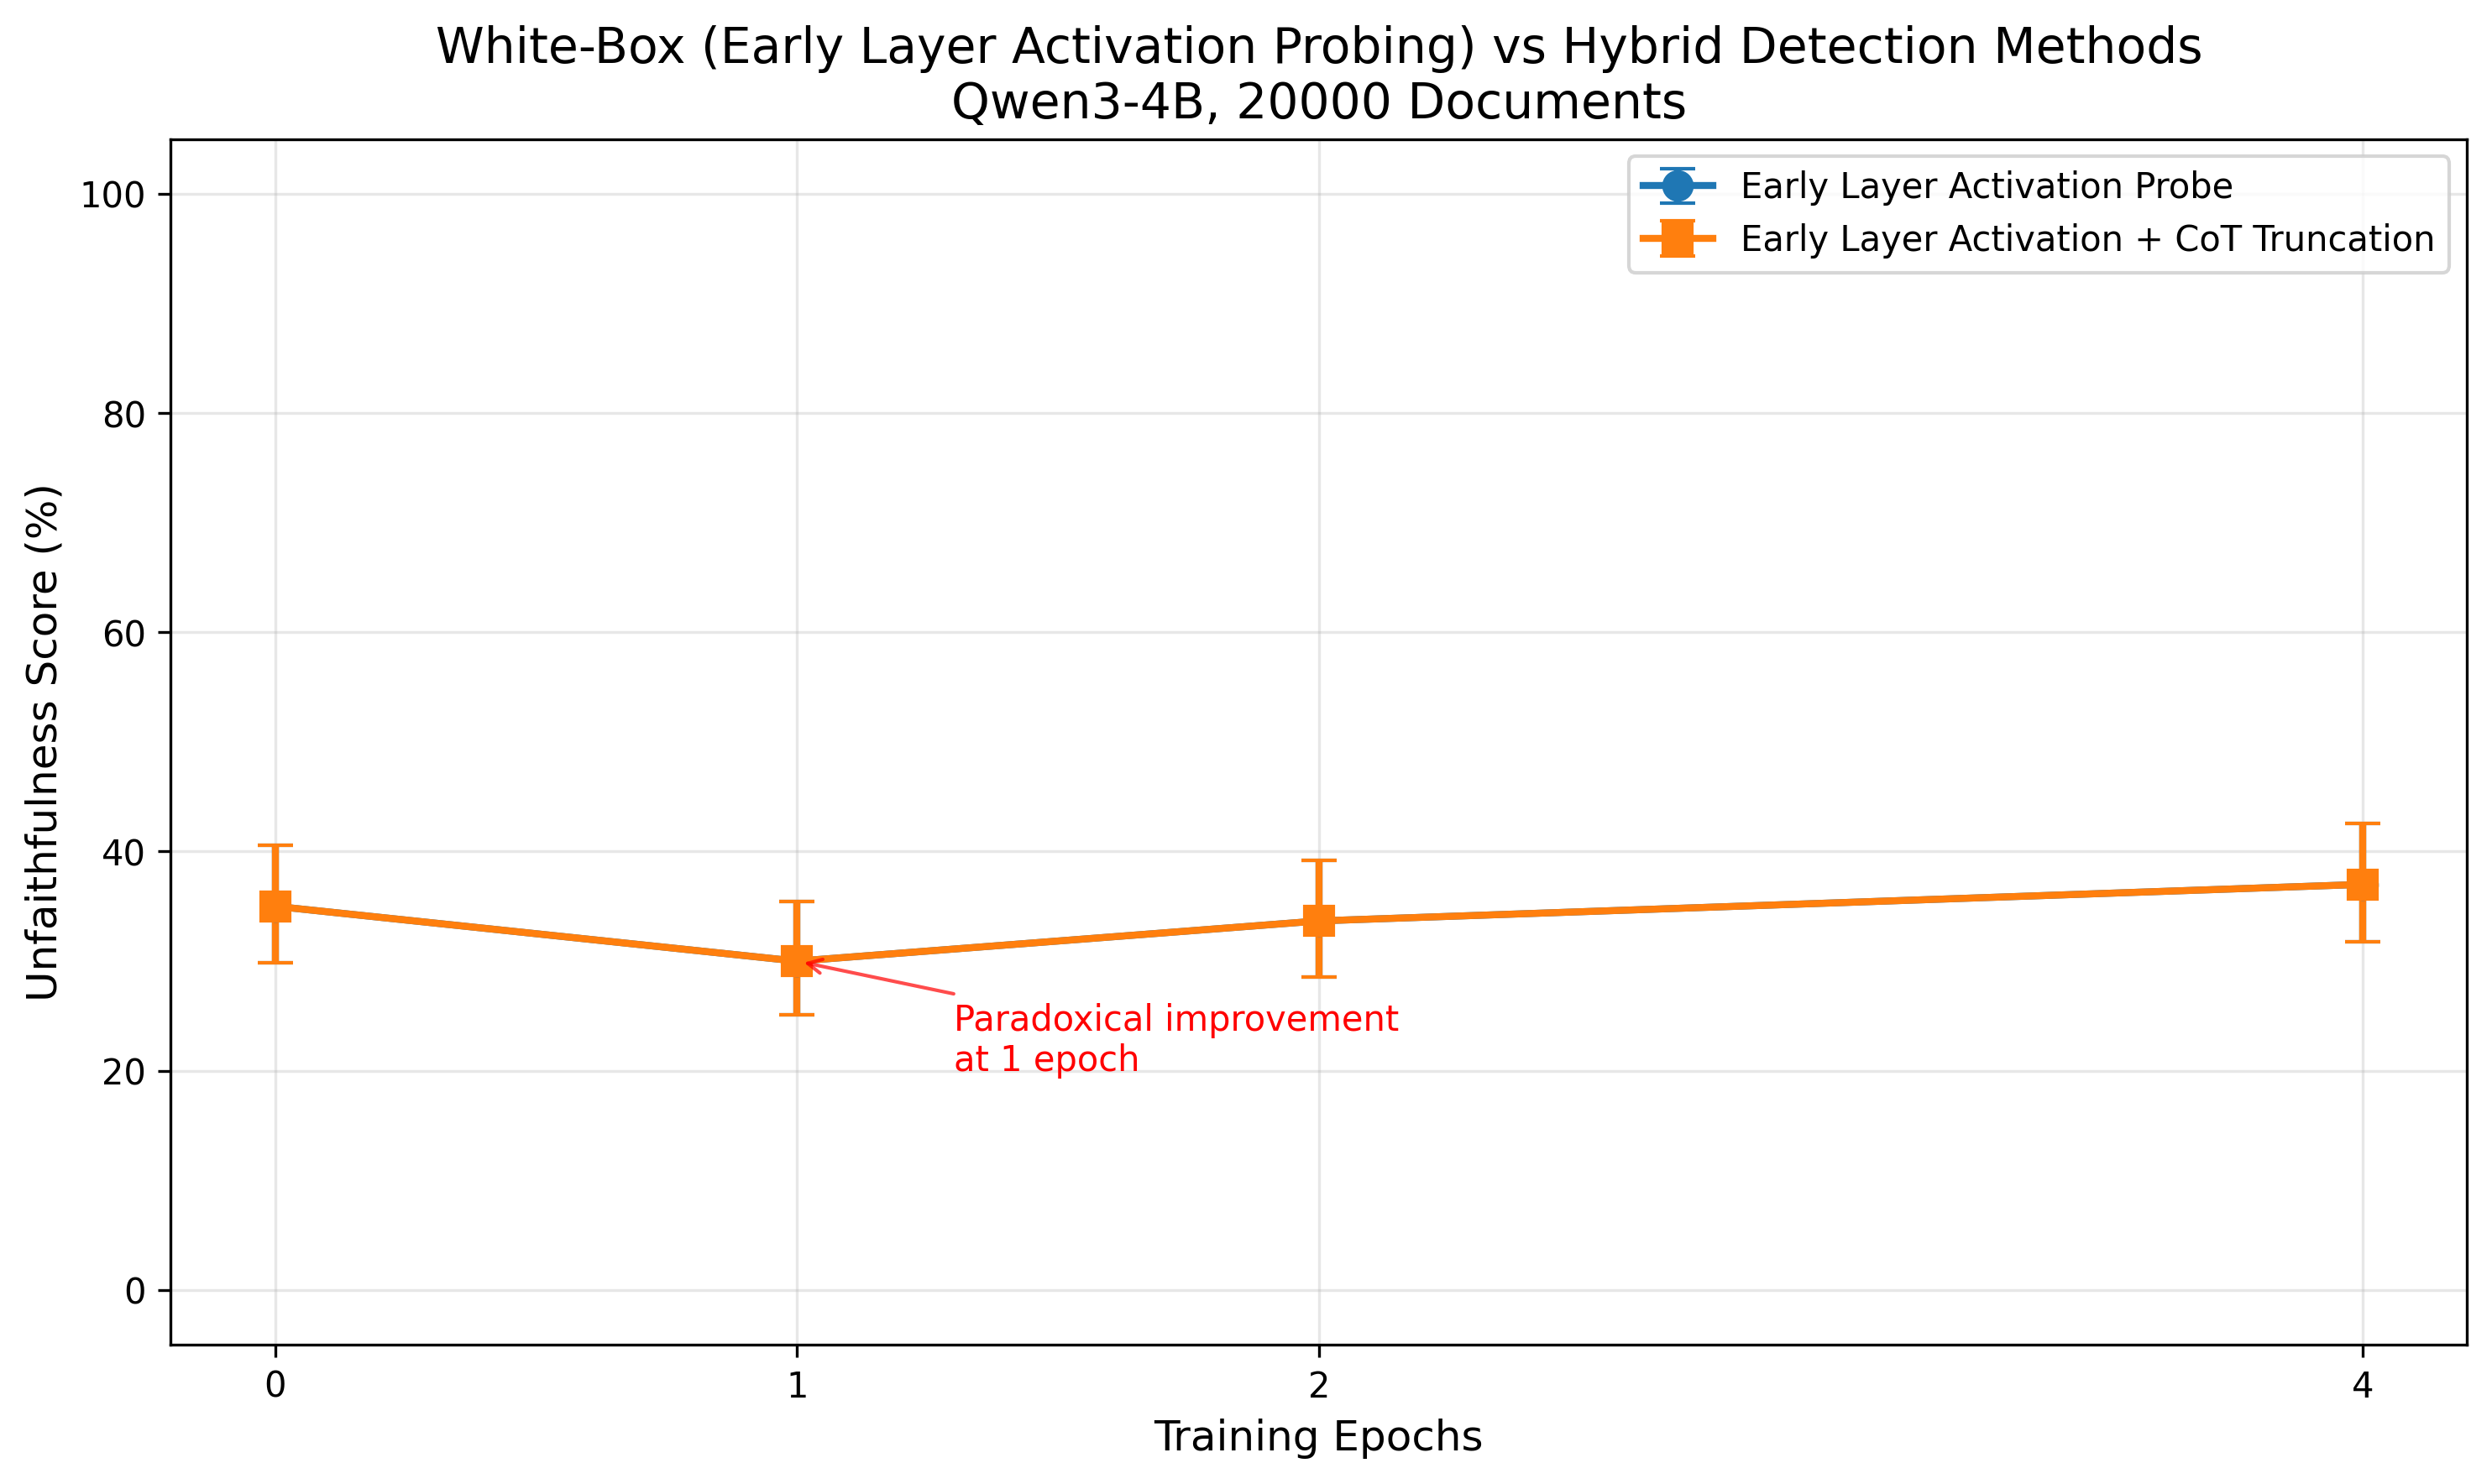 White-Box (Early Layer Activation Probing) vs Hybrid Detection Methods
Qwen3-4B, 20000 Documents
Early Layer Activation Probe
Early Layer Activation + CoT Truncation
Unfaithfulness Score (%)
100
80
60
40
20
0
Paradoxical improvement
at 1 epoch
0
1
2
4
Training Epochs